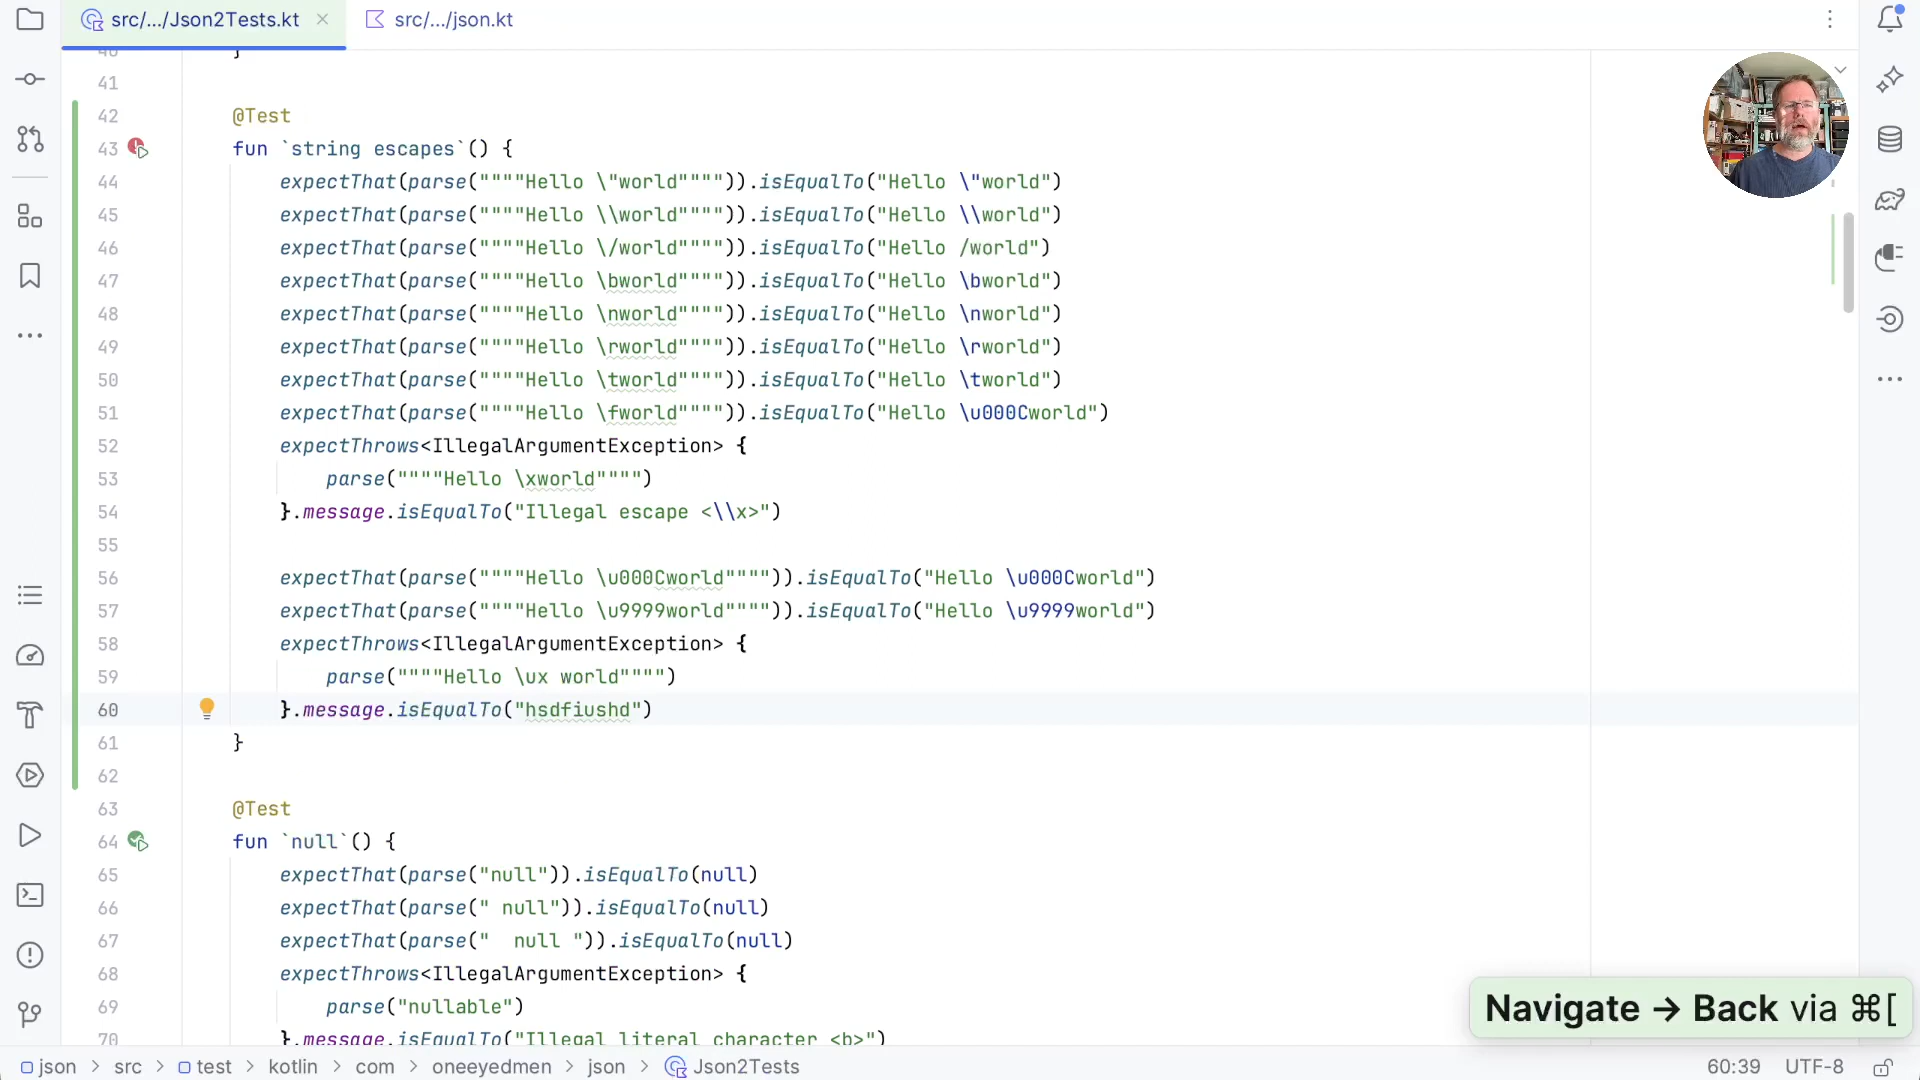 src/.../Json2Tests.kt
src/.../json.kt
40 }
41
42 @Test
43 fun `string escapes`() {
44 expectThat(parse(""""Hello \"world"""")).isEqualTo("Hello \"world")
45 expectThat(parse(""""Hello \\world"""")).isEqualTo("Hello \\world")
46 expectThat(parse(""""Hello \/world"""")).isEqualTo("Hello /world")
47 expectThat(parse(""""Hello \bworld"""")).isEqualTo("Hello \bworld")
48 expectThat(parse(""""Hello \nworld"""")).isEqualTo("Hello \nworld")
49 expectThat(parse(""""Hello \rworld"""")).isEqualTo("Hello \rworld")
50 expectThat(parse(""""Hello \tworld"""")).isEqualTo("Hello \tworld")
51 expectThat(parse(""""Hello \fworld"""")).isEqualTo("Hello \u000Cworld")
52 expectThrows<IllegalArgumentException> {
53 parse(""""Hello \xworld"""")
54 }.message.isEqualTo("Illegal escape <\\x>")
55
56 expectThat(parse(""""Hello \u000Cworld"""")).isEqualTo("Hello \u000Cworld")
57 expectThat(parse(""""Hello \u9999world"""")).isEqualTo("Hello \u9999world")
58 expectThrows<IllegalArgumentException> {
59 parse(""""Hello \ux world"""")
60 }.message.isEqualTo("hsdfiushd")
61 }
62
63 @Test
64 fun `null`() {
65 expectThat(parse("null")).isEqualTo(null)
66 expectThat(parse(" null")).isEqualTo(null)
67 expectThat(parse("  null ")).isEqualTo(null)
68 expectThrows<IllegalArgumentException> {
69 parse("nullable")
70 }.message.isEqualTo("Illegal literal character <b>")
Navigate → Back via ⌘[
json > src > test > kotlin > com > oneeyedmen > json > Json2Tests
60:39 UTF-8